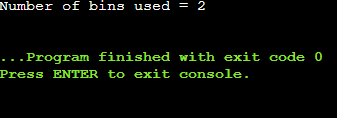 Number of bins used = 2
...Program finished with exit code 0
Press ENTER to exit console.